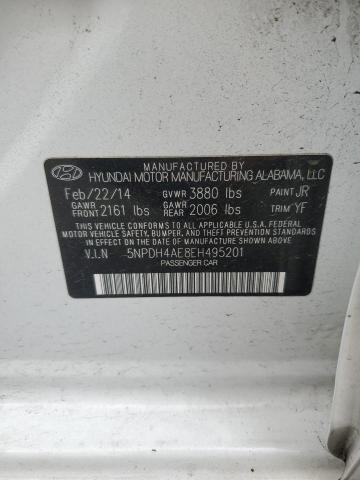 MANUFACTURED BY
HYUNDAI MOTOR MANUFACTURING ALABAMA, LLC
Feb/22/14 GVWR 3880 lbs PAINT JR
GAWR FRONT 2161 lbs GAWR REAR 2006 lbs TRIM YF
THIS VEHICLE CONFORMS TO ALL APPLICABLE U.S.A FEDERAL
MOTOR VEHICLE SAFETY, BUMPER, AND THEFT PREVENTION
STANDARDS IN EFFECT ON THE DATE OF MANUFACTURE SHOWN ABOVE.
V.I.N 5NPDH4AE8EH495201
PASSENGER CAR